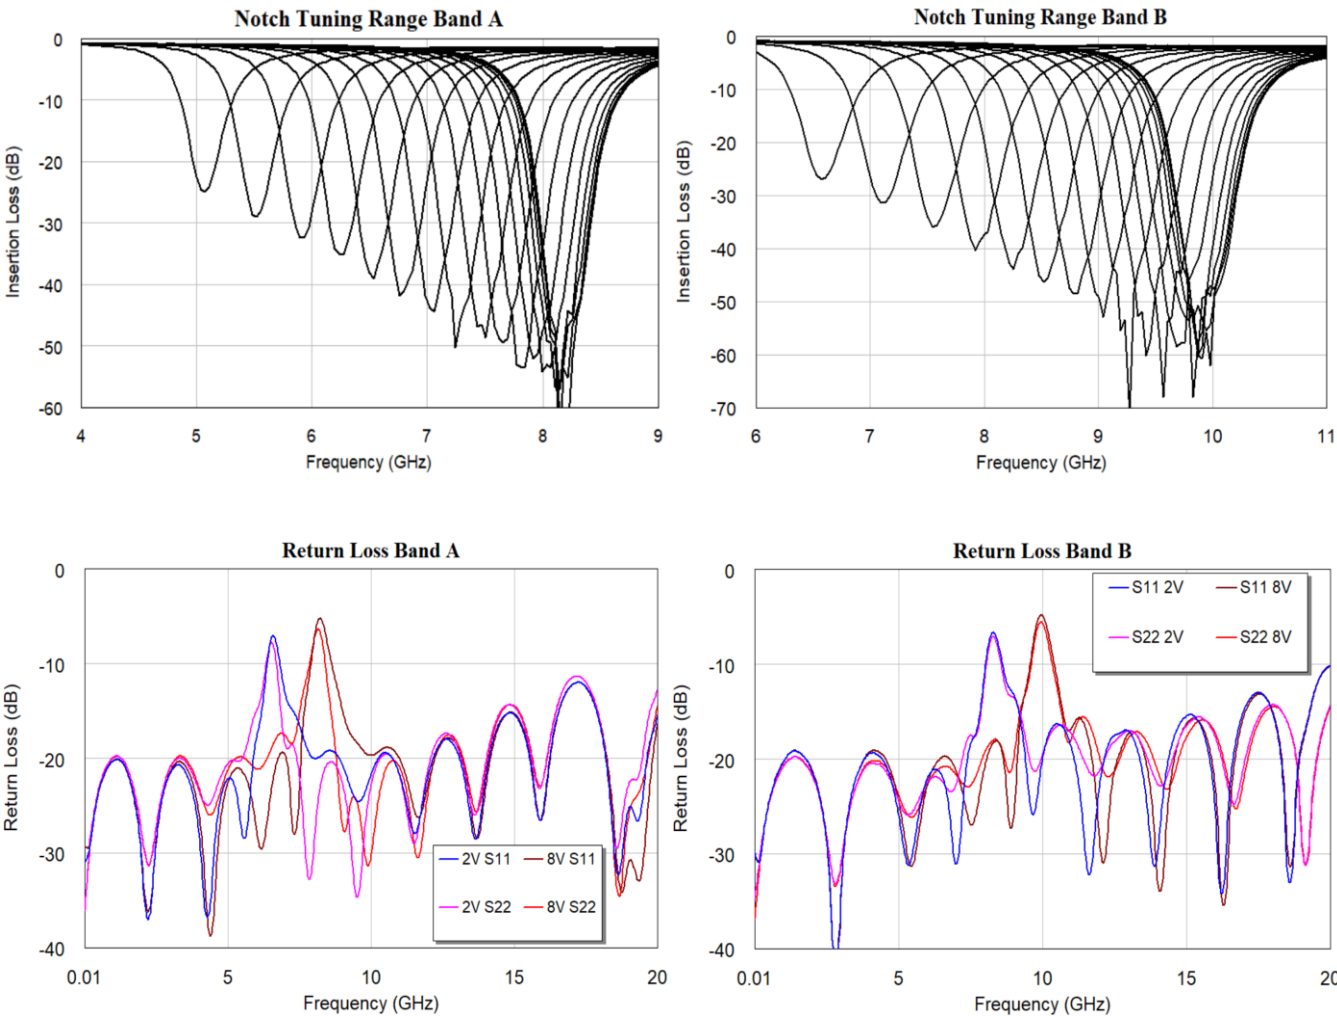 Notch Tuning Range Band A
0
-10
-20
-30
-40
-50
-60
Insertion Loss (dB)
4 5 6 7 8 9
Frequency (GHz)
Notch Tuning Range Band B
0
-10
-20
-30
-40
-50
-60
-70
Insertion Loss (dB)
6 7 8 9 10 11
Frequency (GHz)
Return Loss Band A
0
-10
-20
-30
-40
Return Loss (dB)
2V S11 8V S11
2V S22 8V S22
0.01 5 10 15 20
Frequency (GHz)
Return Loss Band B
0
-10
-20
-30
-40
Return Loss (dB)
S11 2V S11 8V
S22 2V S22 8V
0.01 5 10 15 20
Frequency (GHz)